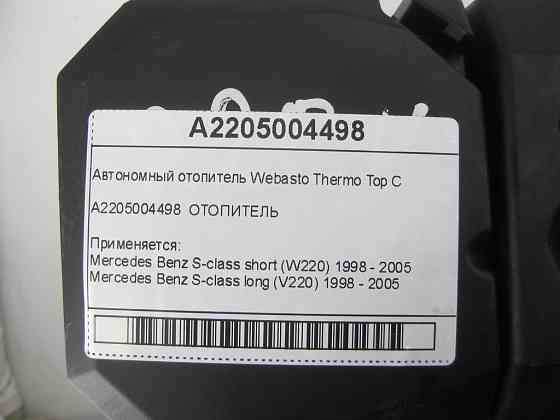 A2205004498
Автономный отопитель Webasto Thermo Top C
A2205004498 ОТОПИТЕЛЬ
Применяется:
Mercedes Benz S-class short (W220) 1998 - 2005
Mercedes Benz S-class long (V220) 1998 - 2005